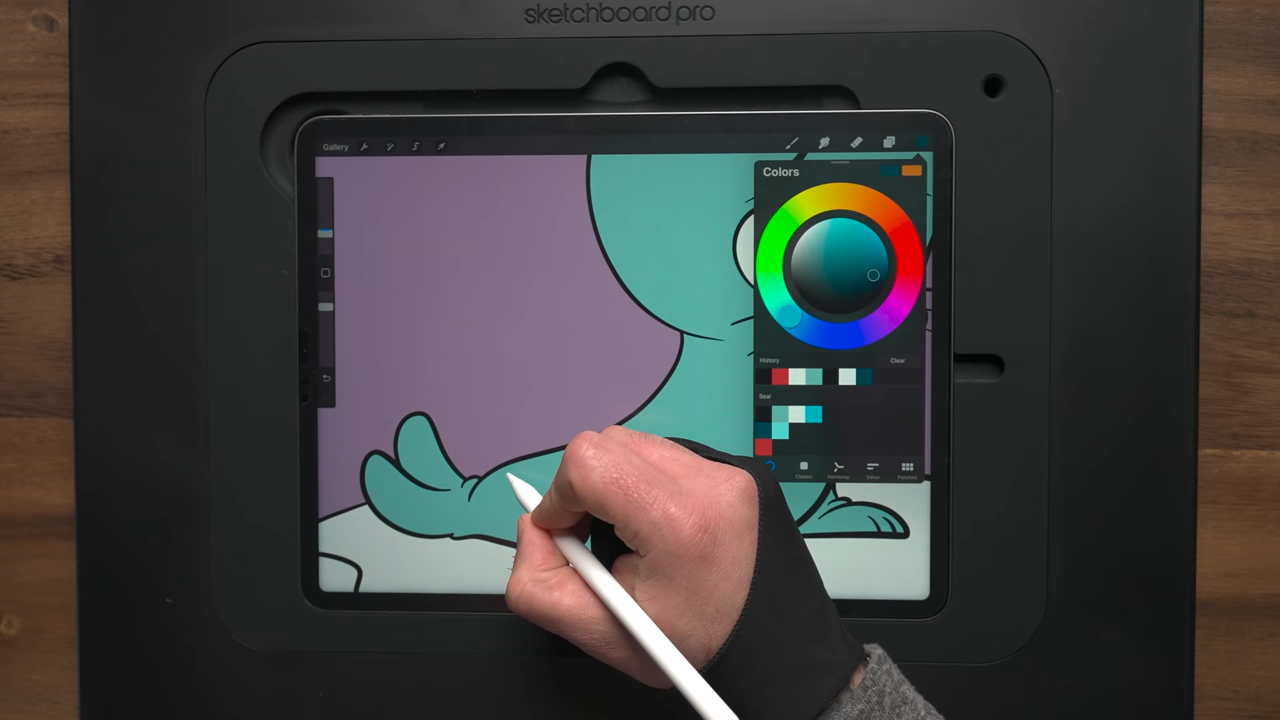 sketchboard pro
Gallery
Colors
History Clear
Seal
Classic Harmony Value Palettes